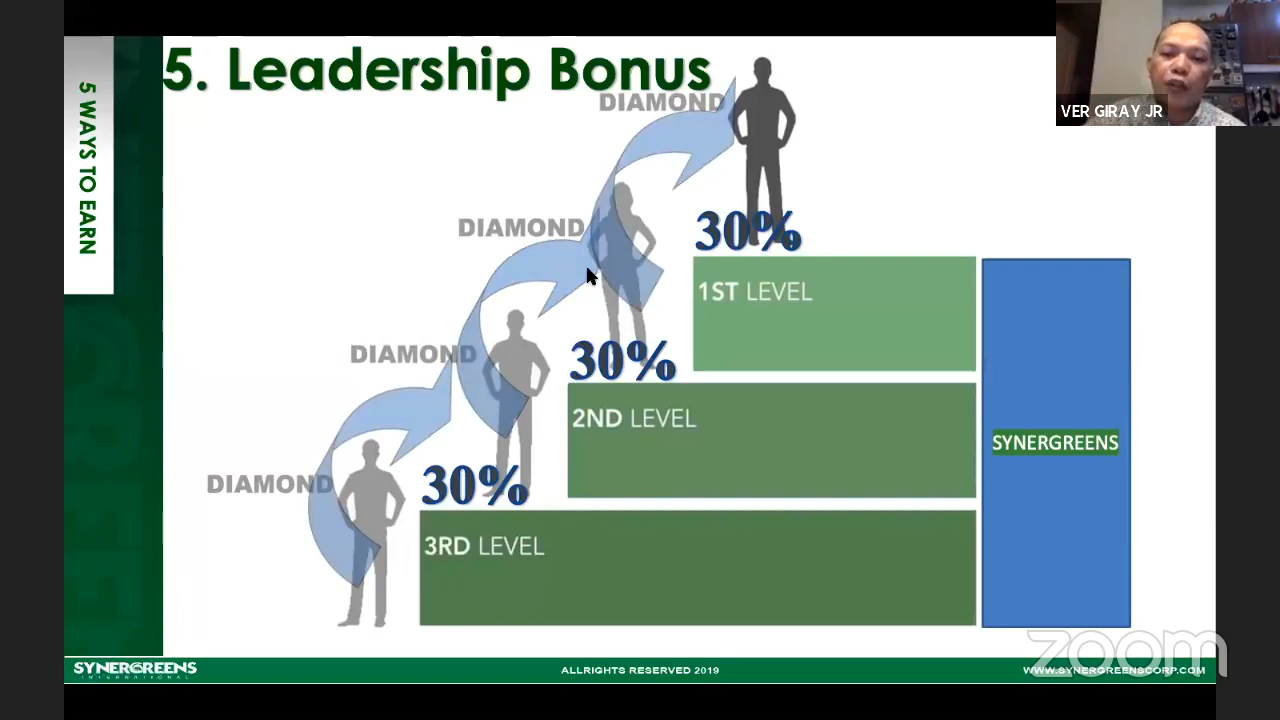 5 WAYS TO EARN
5. Leadership Bonus
VER GIRAY JR
DIAMOND
DIAMOND
30%
1ST LEVEL
DIAMOND
30%
2ND LEVEL
SYNERGREENS
DIAMOND
30%
3RD LEVEL
zoom
SYNERGREENS
INTERNATIONAL
ALLRIGHTS RESERVED 2019
WWW.SYNERGREENSCORP.COM